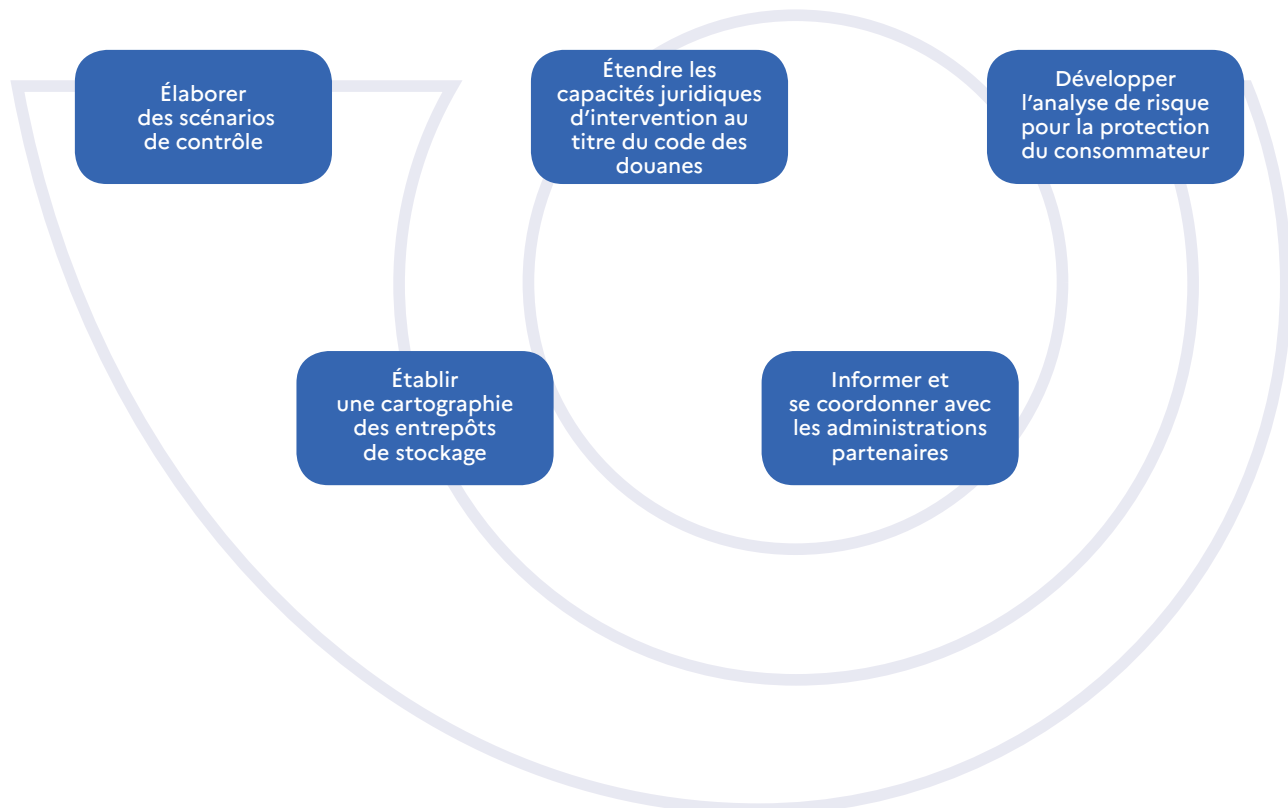 Élaborer
des scénarios
de contrôle
Étendre les
capacités juridiques
d’intervention au
titre du code des
douanes
Développer
l’analyse de risque
pour la protection
du consommateur
Établir
une cartographie
des entrepôts
de stockage
Informer et
se coordonner avec
les administrations
partenaires